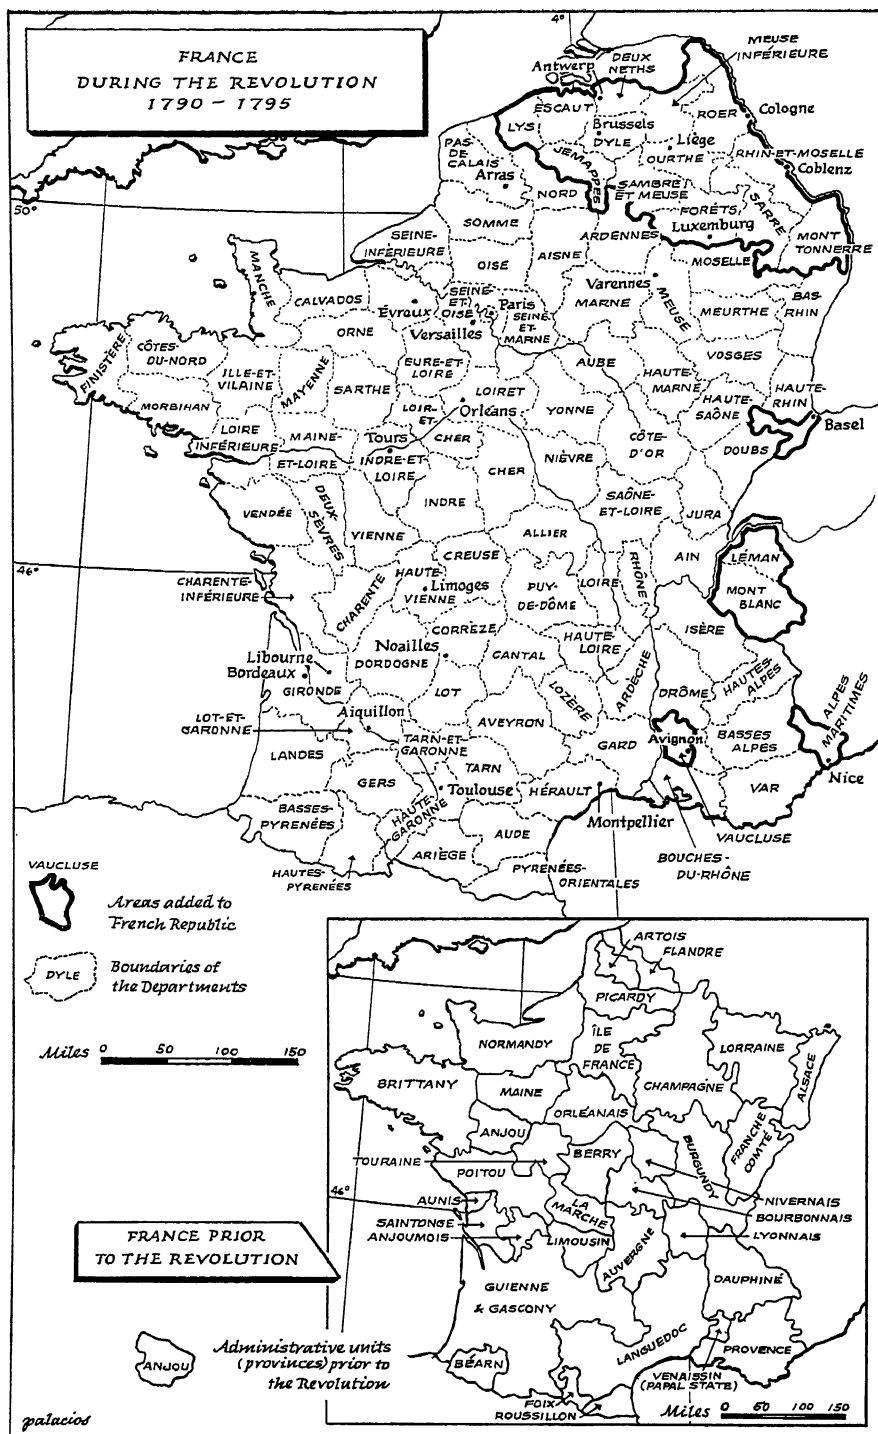 FRANCE
DURING THE REVOLUTION
1790 – 1795
4°
DEUX
NETHS
MEUSE
INFÉRIEURE
Antwerp
ESCAUT
LYS
ROER
Cologne
Brussels
DYLE
Liège
PAS-
DE
CALAIS
JEMAPPES
OURTHE
RHIN-ET-MOSELLE
Coblenz
Arras
NORD
SAMBRE
ET MEUSE
SARRE
50°
FORÊTS
Luxemburg
SOMME
SEINE-
INFÉRIEURE
ARDENNES
MONT
TONNERRE
OISÉ
AISNE
MOSELLE
MANCHE
Varennes
CALVADOS
SEINE-
ET-
OISE
Paris
MARNE
MEUSE
BAS-
RHIN
Évreux
MEURTHE
ORNE
Versailles
SEINE-
ET-
MARNE
FINISTÈRE
CÔTES-
DU-NORD
EURE-ET-
LOIRE
AUBE
VOSGES
ILLE-ET-
VILAINE
MAYENNE
SARTHE
HAUTE-
MARNE
LOIRET
HAUTE-
SAÔNE
HAUTE-
RHIN
MORBIHAN
LOIR-
ET-
CHER
Orléans
YONNE
Basel
LOIRE
INFÉRIEURE
MAINE-
ET-LOIRE
Tours
CÔTE-
D'OR
DOUBS
INDRE-ET-
LOIRE
CHER
NIÈVRE
INDRE
SAÔNE-
ET-LOIRE
JURA
VENDÉE
DEUX-
SÈVRES
VIENNE
ALLIER
AIN
LÉMAN
46°
CREUSE
RHÔNE
CHARENTE-
INFÉRIEURE
CHARENTE
HAUTE-
VIENNE
Limoges
PUY-
DE-DÔME
LOIRE
MONT
BLANC
ISÈRE
CORRÈZE
HAUTE-
LOIRE
Noailles
Libourne
Bordeaux
DORDOGNE
CANTAL
ARDÈCHE
HAUTES-
ALPES
GIRONDE
LOT
LOZÈRE
DRÔME
ALPES
MARITIMES
Aiquillon
LOT-ET-
GARONNE
AVEYRON
TARN-ET-
GARONNE
GARD
Avignon
BASSES
ALPES
LANDES
TARN
Nice
GERS
Toulouse
HÉRAULT
VAR
BASSES-
PYRENÉES
HAUTE-
GARONNE
Montpellier
VAUCLUSE
AUDE
BOUCHES-
DU-RHÔNE
HAUTES-
PYRENÉES
ARIÈGE
PYRENÉES-
ORIENTALES
VAUCLUSE
Areas added to
French Republic
DYLE
Boundaries of
the Departments
Miles 0 50 100 150
ARTOIS
FLANDRE
PICARDY
NORMANDY
ÎLE
DE
FRANCE
LORRAINE
ALSACE
BRITTANY
MAINE
CHAMPAGNE
ORLÉANAIS
ANJOU
FRANCHE
COMTÉ
TOURAINE
BERRY
BURGUNDY
POITOU
46°
AUNIS
NIVERNAIS
LA
MARCHE
BOURBONNAIS
SAINTONGE
ANJOUMOIS
LIMOUSIN
AUVERGNE
LYONNAIS
FRANCE PRIOR
TO THE REVOLUTION
DAUPHINÉ
GUIENNE
& GASCONY
LANGUEDOC
PROVENCE
BÉARN
VENAISSIN
(PAPAL STATE)
FOIX
ROUSSILLON
Miles 0 50 100 150
ANJOU
Administrative units
(provinces) prior to
the Revolution
palacios